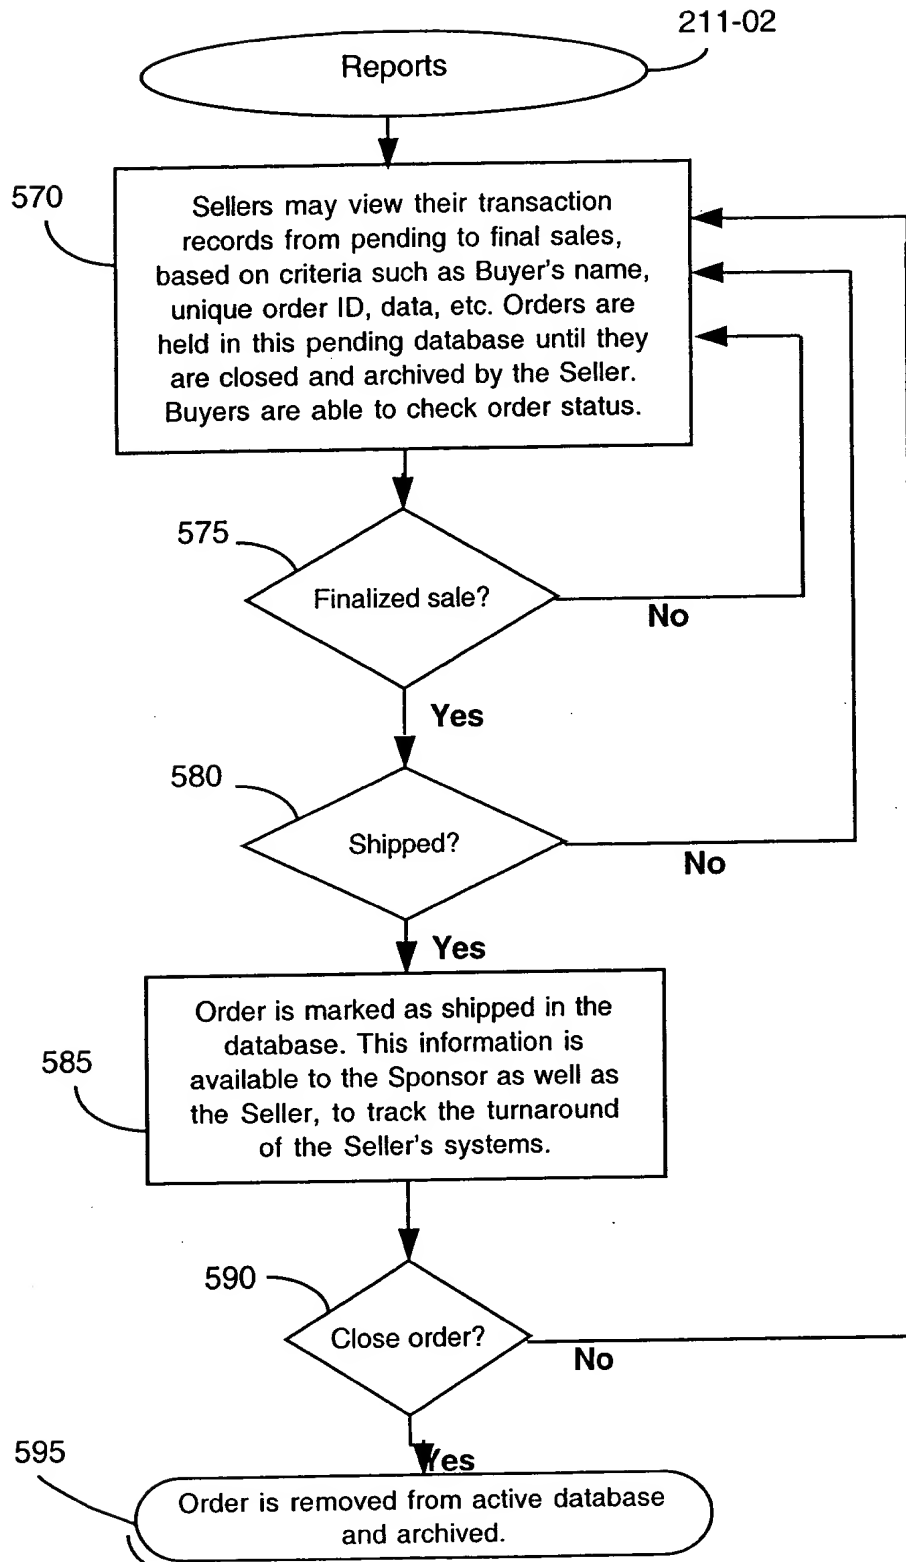 211-02
Reports
570
Sellers may view their transaction
records from pending to final sales,
based on criteria such as Buyer's name,
unique order ID, data, etc. Orders are
held in this pending database until they
are closed and archived by the Seller.
Buyers are able to check order status.
575
Finalized sale?
No
Yes
580
Shipped?
No
Yes
585
Order is marked as shipped in the
database. This information is
available to the Sponsor as well as
the Seller, to track the turnaround
of the Seller's systems.
590
Close order?
No
Yes
595
Order is removed from active database
and archived.